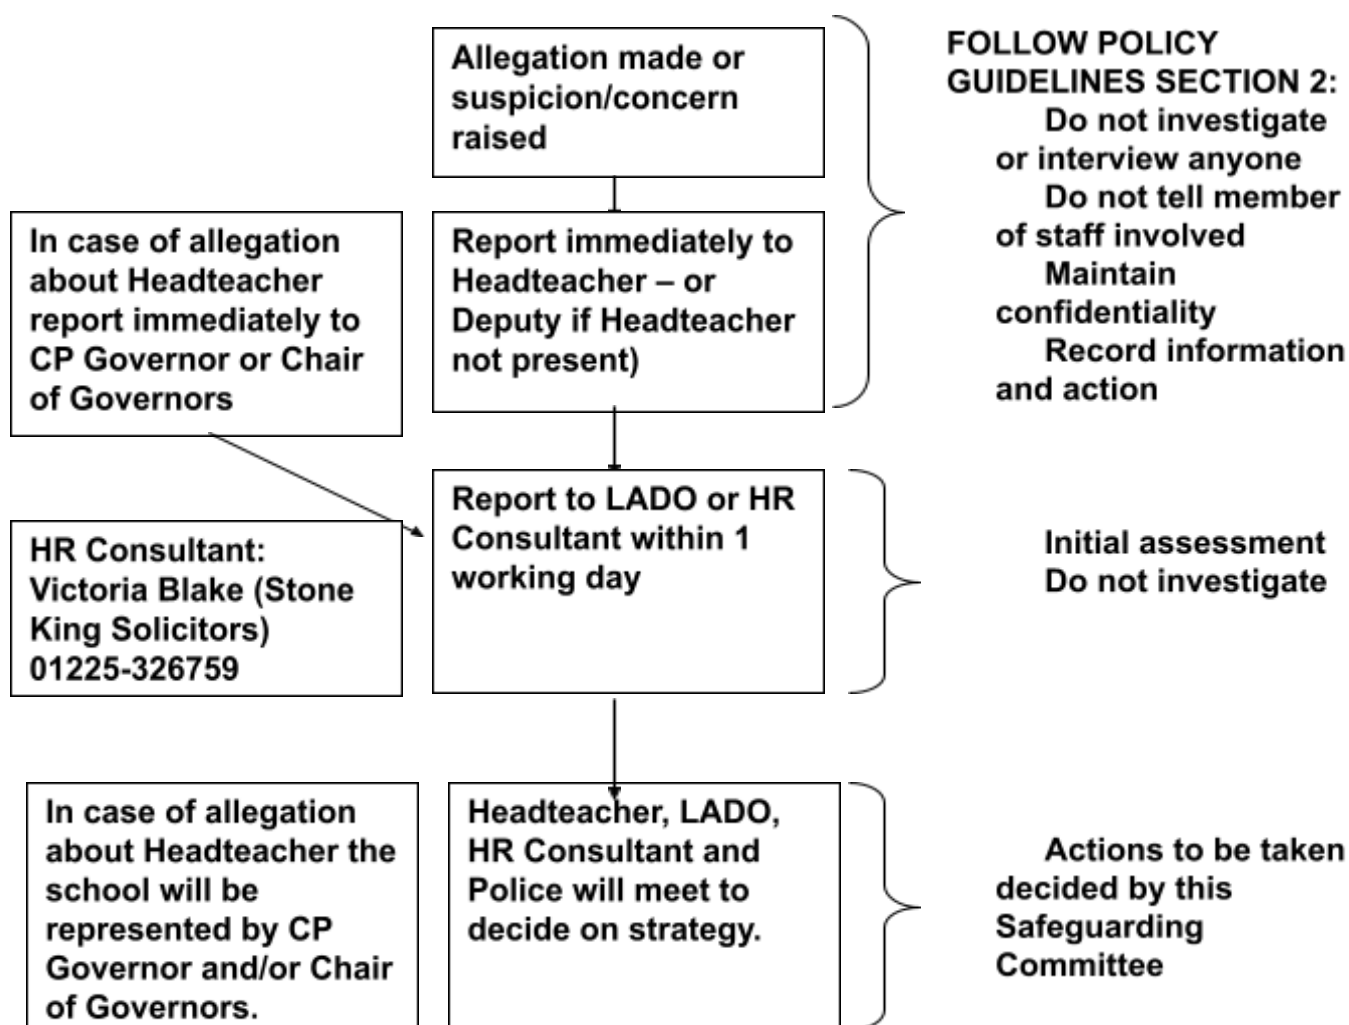 Allegation made or
suspicion/concern
raised
FOLLOW POLICY
GUIDELINES SECTION 2:
Do not investigate
or interview anyone
Do not tell member
of staff involved
Maintain
confidentiality
Record information
and action
In case of allegation
about Headteacher
report immediately to
CP Governor or Chair
of Governors
Report immediately to
Headteacher – or
Deputy if Headteacher
not present)
HR Consultant:
Victoria Blake (Stone
King Solicitors)
01225-326759
Report to LADO or HR
Consultant within 1
working day
Initial assessment
Do not investigate
In case of allegation
about Headteacher the
school will be
represented by CP
Governor and/or Chair
of Governors.
Headteacher, LADO,
HR Consultant and
Police will meet to
decide on strategy.
Actions to be taken
decided by this
Safeguarding
Committee